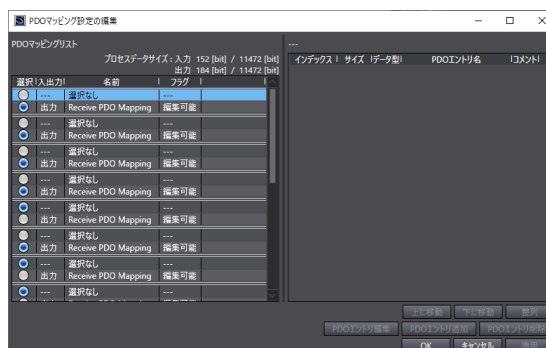 PDOマッピング設定の編集
PDOマッピングリスト
プロセスデータサイズ : 入力 152 [bit] / 11472 [bit]
出力 184 [bit] / 11472 [bit]
選択 入出力 名前 フラグ
--- 選択なし ---
出力 Receive PDO Mapping 編集可能
--- 選択なし ---
出力 Receive PDO Mapping 編集可能
--- 選択なし ---
出力 Receive PDO Mapping 編集可能
--- 選択なし ---
出力 Receive PDO Mapping 編集可能
--- 選択なし ---
出力 Receive PDO Mapping 編集可能
--- 選択なし ---
出力 Receive PDO Mapping 編集可能
--- 選択なし ---
出力 Receive PDO Mapping 編集可能
--- 選択なし ---
---
インデックス サイズ データ型 PDOエントリ名 コメント
上に移動 下に移動 整列
PDOエントリ編集 PDOエントリ追加 PDOエントリ削除
OK キャンセル 適用